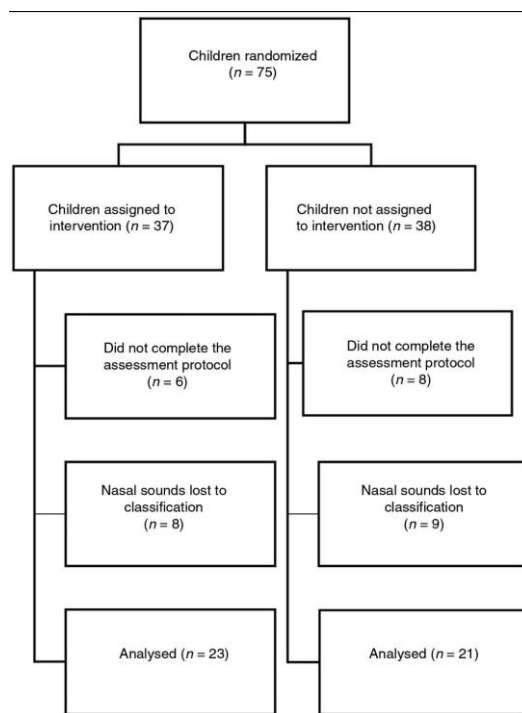 Children randomized
(n = 75)
Children assigned to
intervention (n = 37)
Children not assigned
to intervention (n = 38)
Did not complete the
assessment protocol
(n = 6)
Did not complete the
assessment protocol
(n = 8)
Nasal sounds lost to
classification
(n = 8)
Nasal sounds lost to
classification
(n = 9)
Analysed (n = 23)
Analysed (n = 21)